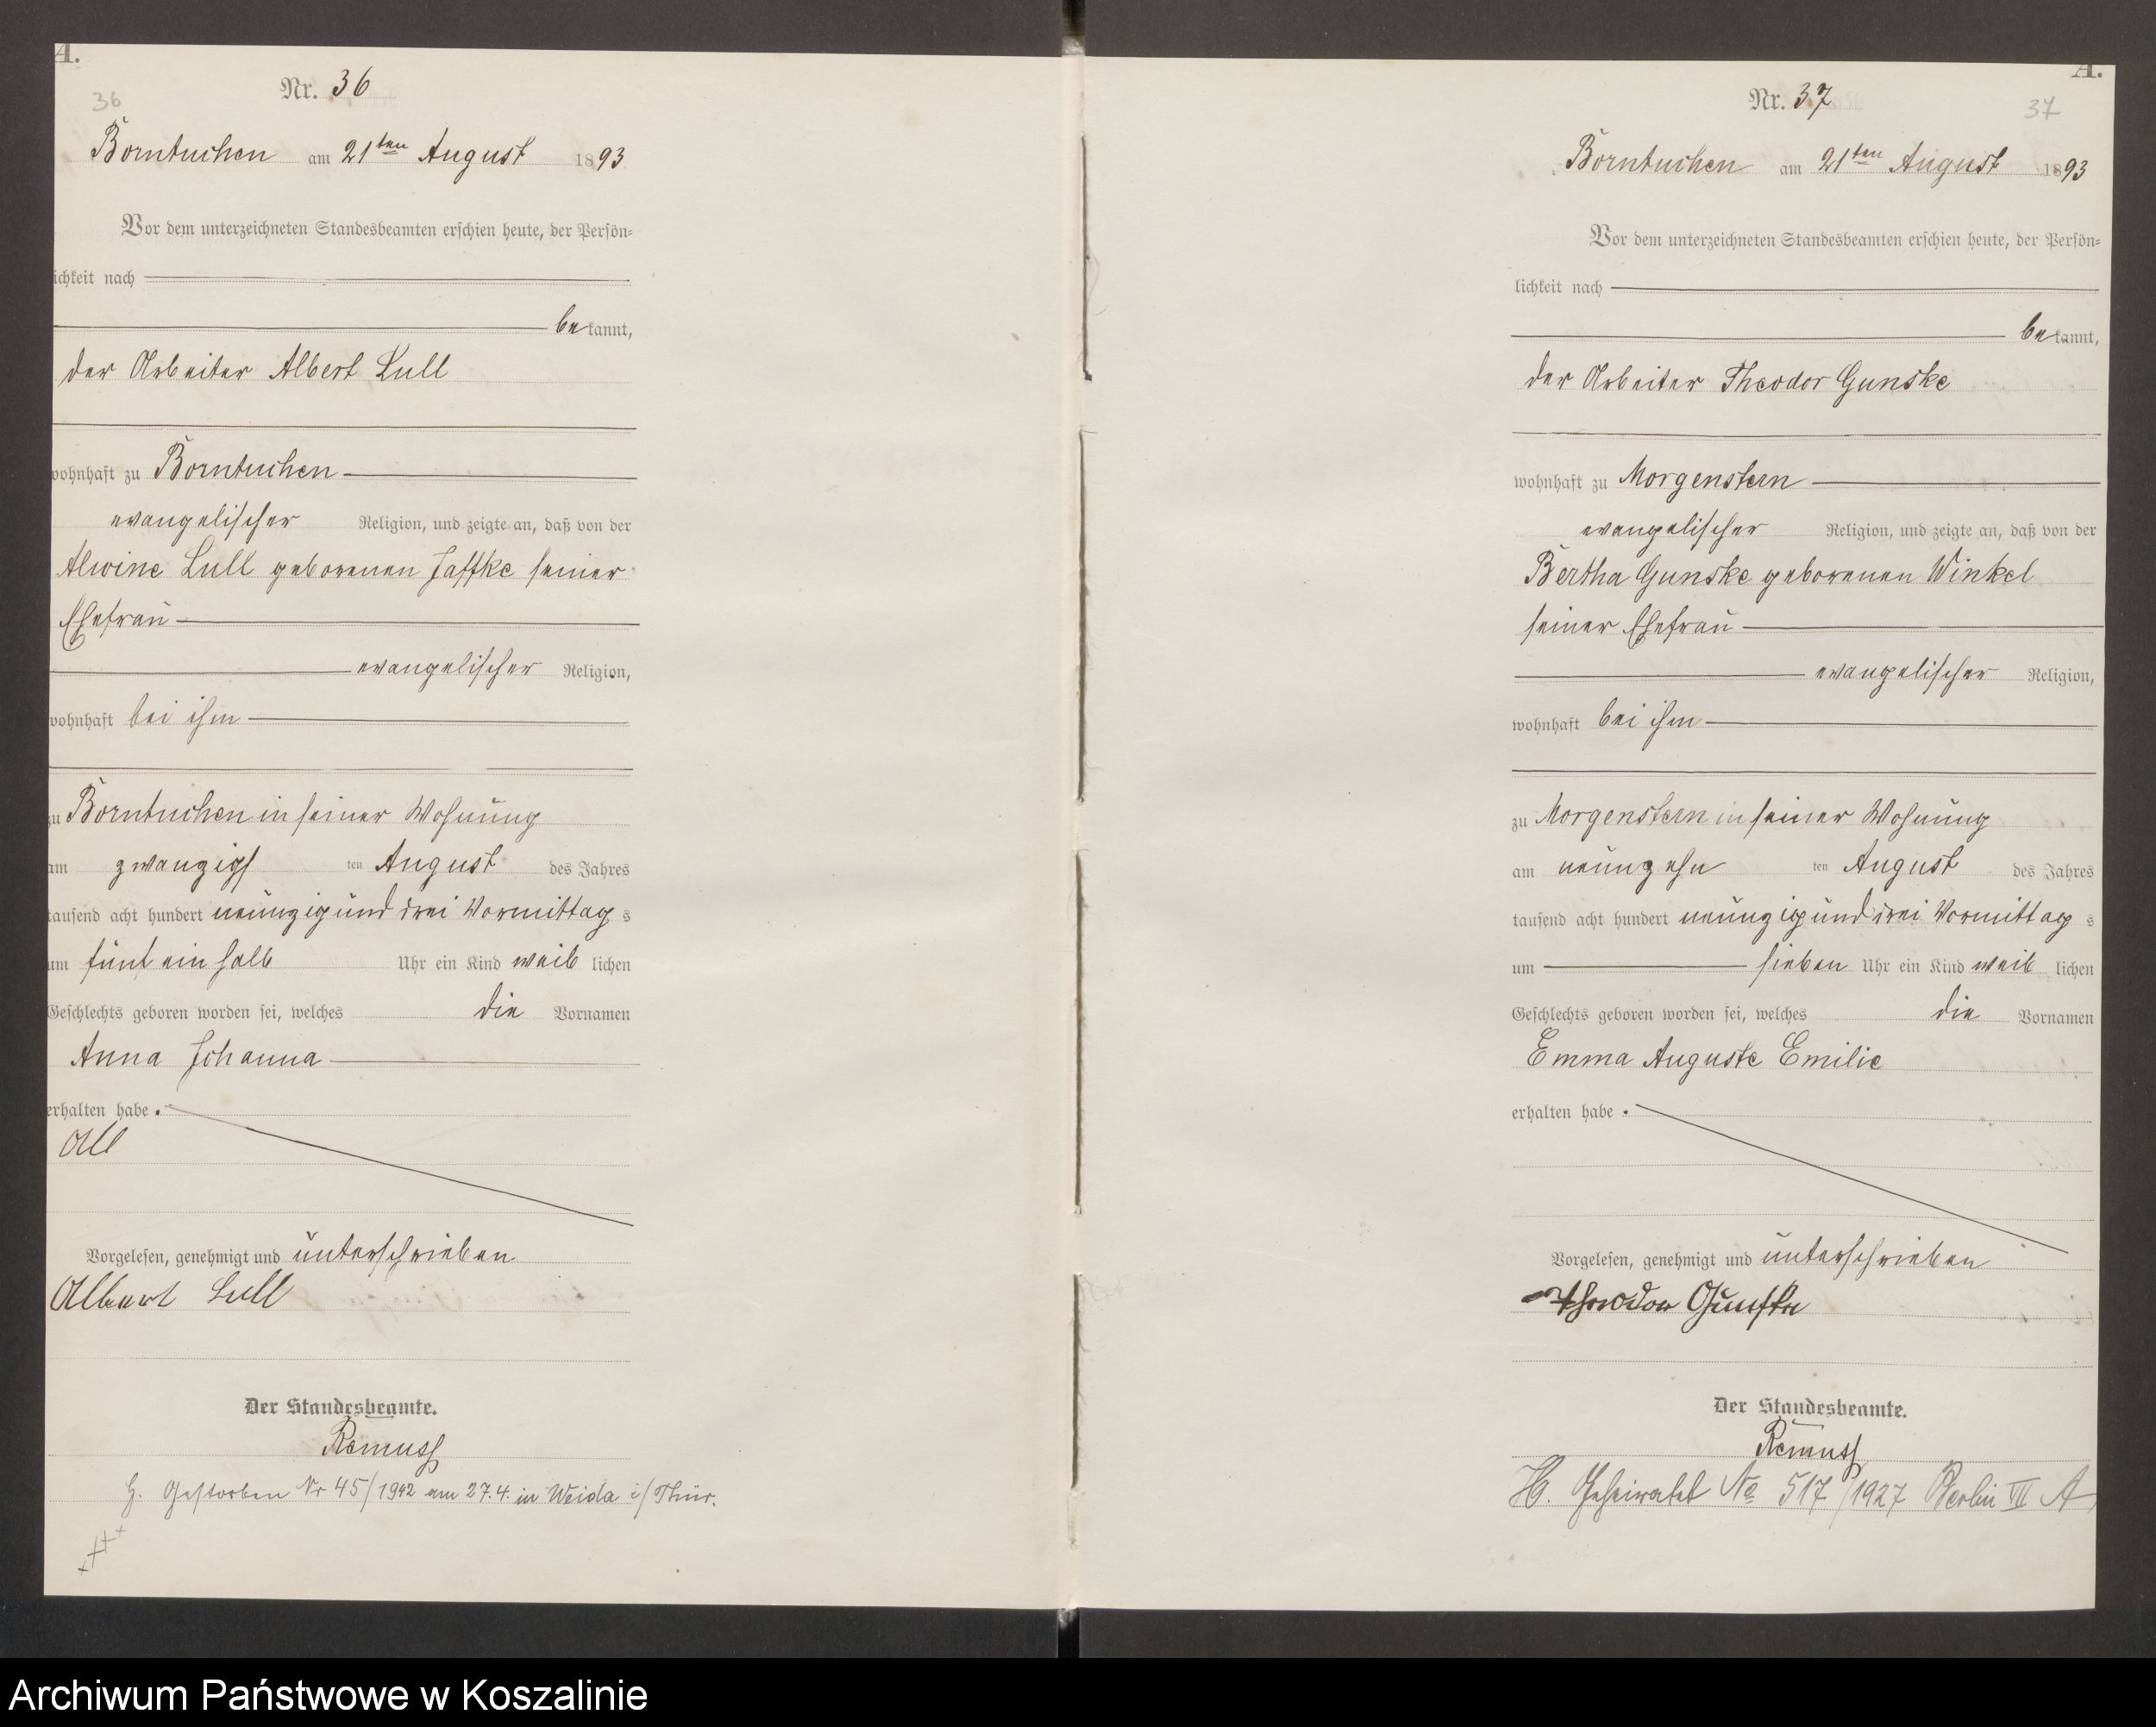 A.
36
Nr. 36
Borntuchen am 21ten August 1893
Vor dem unterzeichneten Standesbeamten erschien heute, der Persön-
ichkeit nach
bekannt,
der Arbeiter Albert Lull
wohnhaft zu Borntuchen
evangelischer Religion, und zeigte an, daß von der
Alwine Lull geborenen Jaffke seiner
Ehefrau
evangelischer Religion,
wohnhaft bei ihm
zu Borntuchen in seiner Wohnung
am zwanzigsten August des Jahres
tausend acht hundert neunzig und drei Vormittags
um fünf ein halb Uhr ein Kind weiblichen
Geschlechts geboren worden sei, welches die Vornamen
Anna Johanna
erhalten habe.
Vorgelesen, genehmigt und unterschrieben
Albert Lull
Der Standesbeamte.
Remuss
G. Gestorben Nr 45/1942 am 27.4. in Weida i/Thür.
A.
37
Nr. 37
Borntuchen am 21ten August 1893
Vor dem unterzeichneten Standesbeamten erschien heute, der Persön-
lichkeit nach
bekannt,
der Arbeiter Theodor Gunske
wohnhaft zu Morgenstern
evangelischer Religion, und zeigte an, daß von der
Bertha Gunske geborenen Winkel
seiner Ehefrau
evangelischer Religion,
wohnhaft bei ihm
zu Morgenstern in seiner Wohnung
am neunzehnten August des Jahres
tausend acht hundert neunzig und drei Vormittags
um sieben Uhr ein Kind weiblichen
Geschlechts geboren worden sei, welches die Vornamen
Emma Auguste Emilie
erhalten habe.
Vorgelesen, genehmigt und unterschrieben
Theodor Gunske
Der Standesbeamte.
Remuss
H. Geheiratet No 517/1927 Berlin VII A
Archiwum Państwowe w Koszalinie